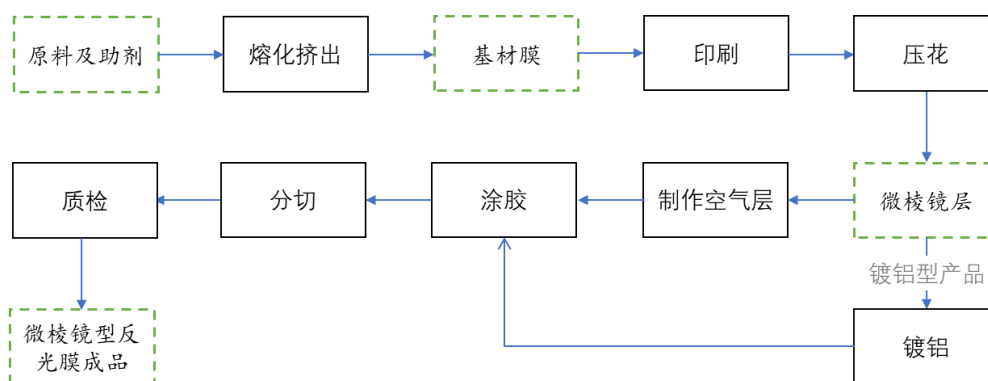 原料及助剂
熔化挤出
基材膜
印刷
压花
质检
分切
涂胶
制作空气层
微棱镜层
镀铝型产品
微棱镜型反
光膜成品
镀铝